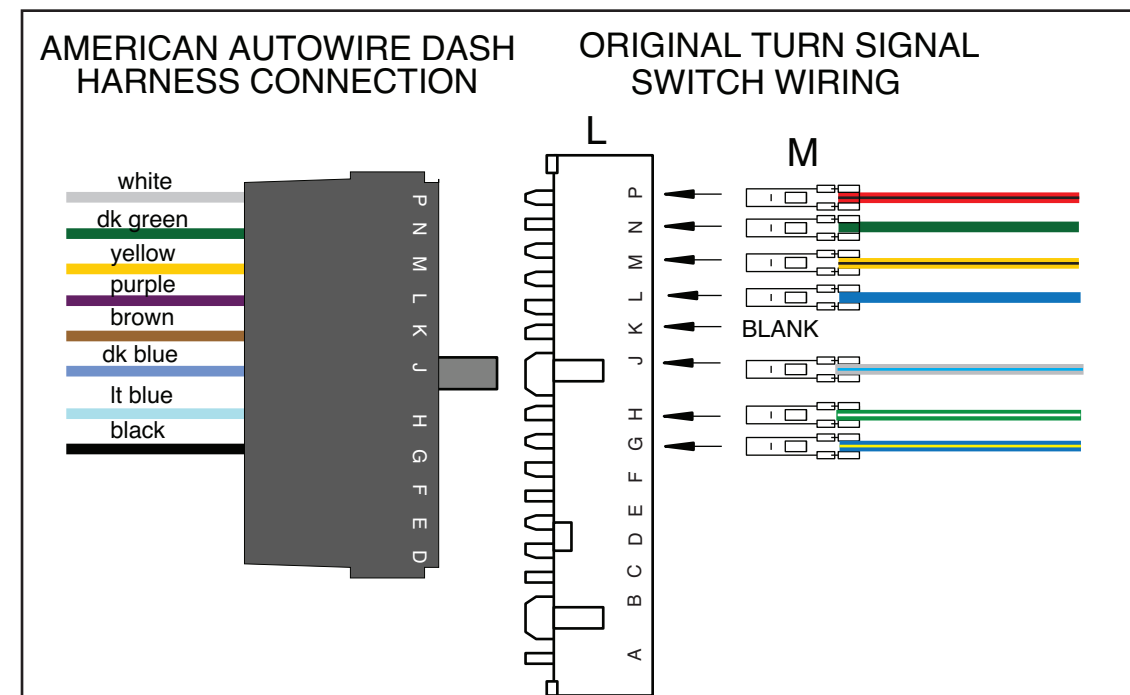 AMERICAN AUTOWIRE DASH
HARNESS CONNECTION
ORIGINAL TURN SIGNAL
SWITCH WIRING
L
M
white
dk green
yellow
purple
brown
dk blue
lt blue
black
P
N
M
L
K
J
H
G
F
E
D
P
N
M
L
K
J
H
G
F
E
D
C
B
A
BLANK